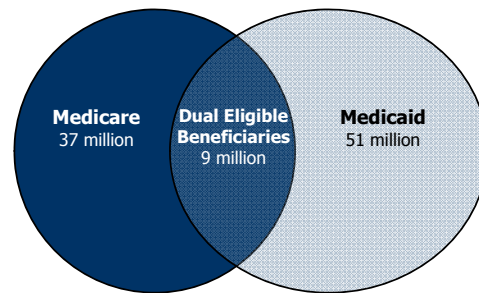 Medicare
37 million
Dual Eligible
Beneficiaries
9 million
Medicaid
51 million